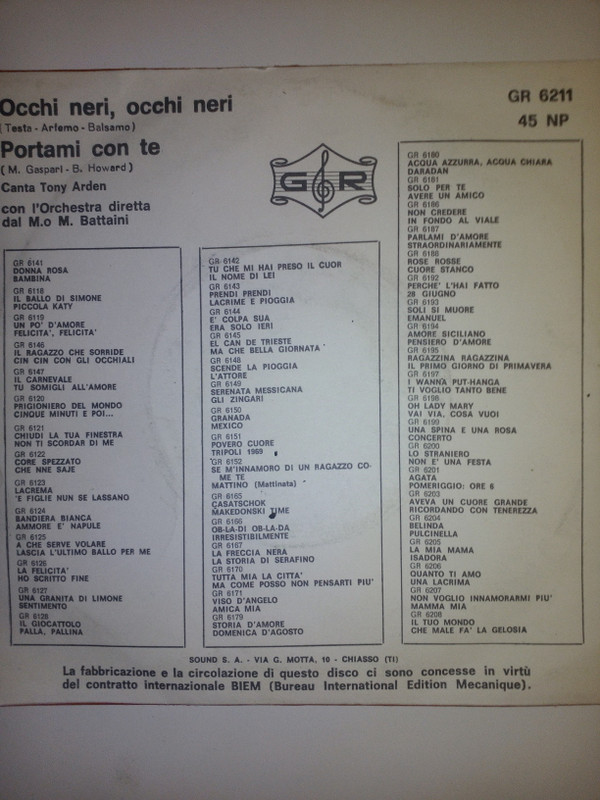 Occhi neri, occhi neri
(Testa - Arfemo - Balsamo)
Portami con te
( M. Gaspari - B. Howard )
Canta Tony Arden
con l'Orchestra diretta
dal M.o M. Battaini
G R
GR 6211
45 NP
GR 6141
DONNA ROSA
BAMBINA
GR 6118
IL BALLO DI SIMONE
PICCOLA KATY
GR 6119
UN PO' D'AMORE
FELICITA', FELICITA'
GR 6146
IL RAGAZZO CHE SORRIDE
CIN CIN CON GLI OCCHIALI
GR 6147
IL CARNEVALE
TU SOMIGLI ALL'AMORE
GR 6120
PRIGIONIERO DEL MONDO
CINQUE MINUTI E POI...
GR 6121
CHIUDI LA TUA FINESTRA
NON TI SCORDAR DI ME
GR 6122
CORE SPEZZATO
CHE NNE SAJE
GR 6123
LACREMA
'E FIGLIE NUN SE LASSANO
GR 6124
BANDIERA BIANCA
AMMORE E' NAPULE
GR 6125
A CHE SERVE VOLARE
LASCIA L'ULTIMO BALLO PER ME
GR 6126
LA FELICITA'
HO SCRITTO FINE
GR 6127
UNA GRANITA DI LIMONE
SENTIMENTO
GR 6128
IL GIOCATTOLO
PALLA, PALLINA
GR 6142
TU CHE MI HAI PRESO IL CUOR
IL NOME DI LEI
GR 6143
PRENDI PRENDI
LACRIME E PIOGGIA
GR 6144
E' COLPA SUA
ERA SOLO IERI
GR 6145
EL CAN DE TRIESTE
MA CHE BELLA GIORNATA
GR 6148
SCENDE LA PIOGGIA
L'ATTORE
GR 6149
SERENATA MESSICANA
GLI ZINGARI
GR 6150
GRANADA
MEXICO
GR 6151
POVERO CUORE
TRIPOLI 1969
GR 6152
SE M'INNAMORO DI UN RAGAZZO CO-
ME TE
MATTINO (Mattinata)
GR 6165
CASATSCHOK
MAKEDONSKI TIME
GR 6166
OB-LA-DI OB-LA-DA
IRRESISTIBILMENTE
GR 6167
LA FRECCIA NERA
LA STORIA DI SERAFINO
GR 6170
TUTTA MIA LA CITTA'
MA COME POSSO NON PENSARTI PIU'
GR 6171
VISO D'ANGELO
AMICA MIA
GR 6179
STORIA D'AMORE
DOMENICA D'AGOSTO
GR 6180
ACQUA AZZURRA, ACQUA CHIARA
DARADAN
GR 6181
SOLO PER TE
AVERE UN AMICO
GR 6186
NON CREDERE
IN FONDO AL VIALE
GR 6187
PARLAMI D'AMORE
STRAORDINARIAMENTE
GR 6188
ROSE ROSSE
CUORE STANCO
GR 6192
PERCHE' L'HAI FATTO
28 GIUGNO
GR 6193
SOLI SI MUORE
EMANUEL
GR 6194
AMORE SICILIANO
PENSIERO D'AMORE
GR 6195
RAGAZZINA RAGAZZINA
IL PRIMO GIORNO DI PRIMAVERA
GR 6197
I WANNA PUT-HANGA
TI VOGLIO TANTO BENE
GR 6198
OH LADY MARY
VAI VIA, COSA VUOI
GR 6199
UNA SPINA E UNA ROSA
CONCERTO
GR 6200
LO STRANIERO
NON E' UNA FESTA
GR 6201
AGATA
POMERIGGIO: ORE 6
GR 6203
AVEVA UN CUORE GRANDE
RICORDANDO CON TENEREZZA
GR 6204
BELINDA
PULCINELLA
GR 6205
LA MIA MAMA
ISADORA
GR 6206
QUANTO TI AMO
UNA LACRIMA
GR 6207
NON VOGLIO INNAMORARMI PIU'
MAMMA MIA
GR 6208
IL TUO MONDO
CHE MALE FA' LA GELOSIA
SOUND S. A. - VIA G. MOTTA, 10 - CHIASSO (TI)
La fabbricazione e la circolazione di questo disco ci sono concesse in virtù
del contratto internazionale BIEM (Bureau International Edition Mecanique).